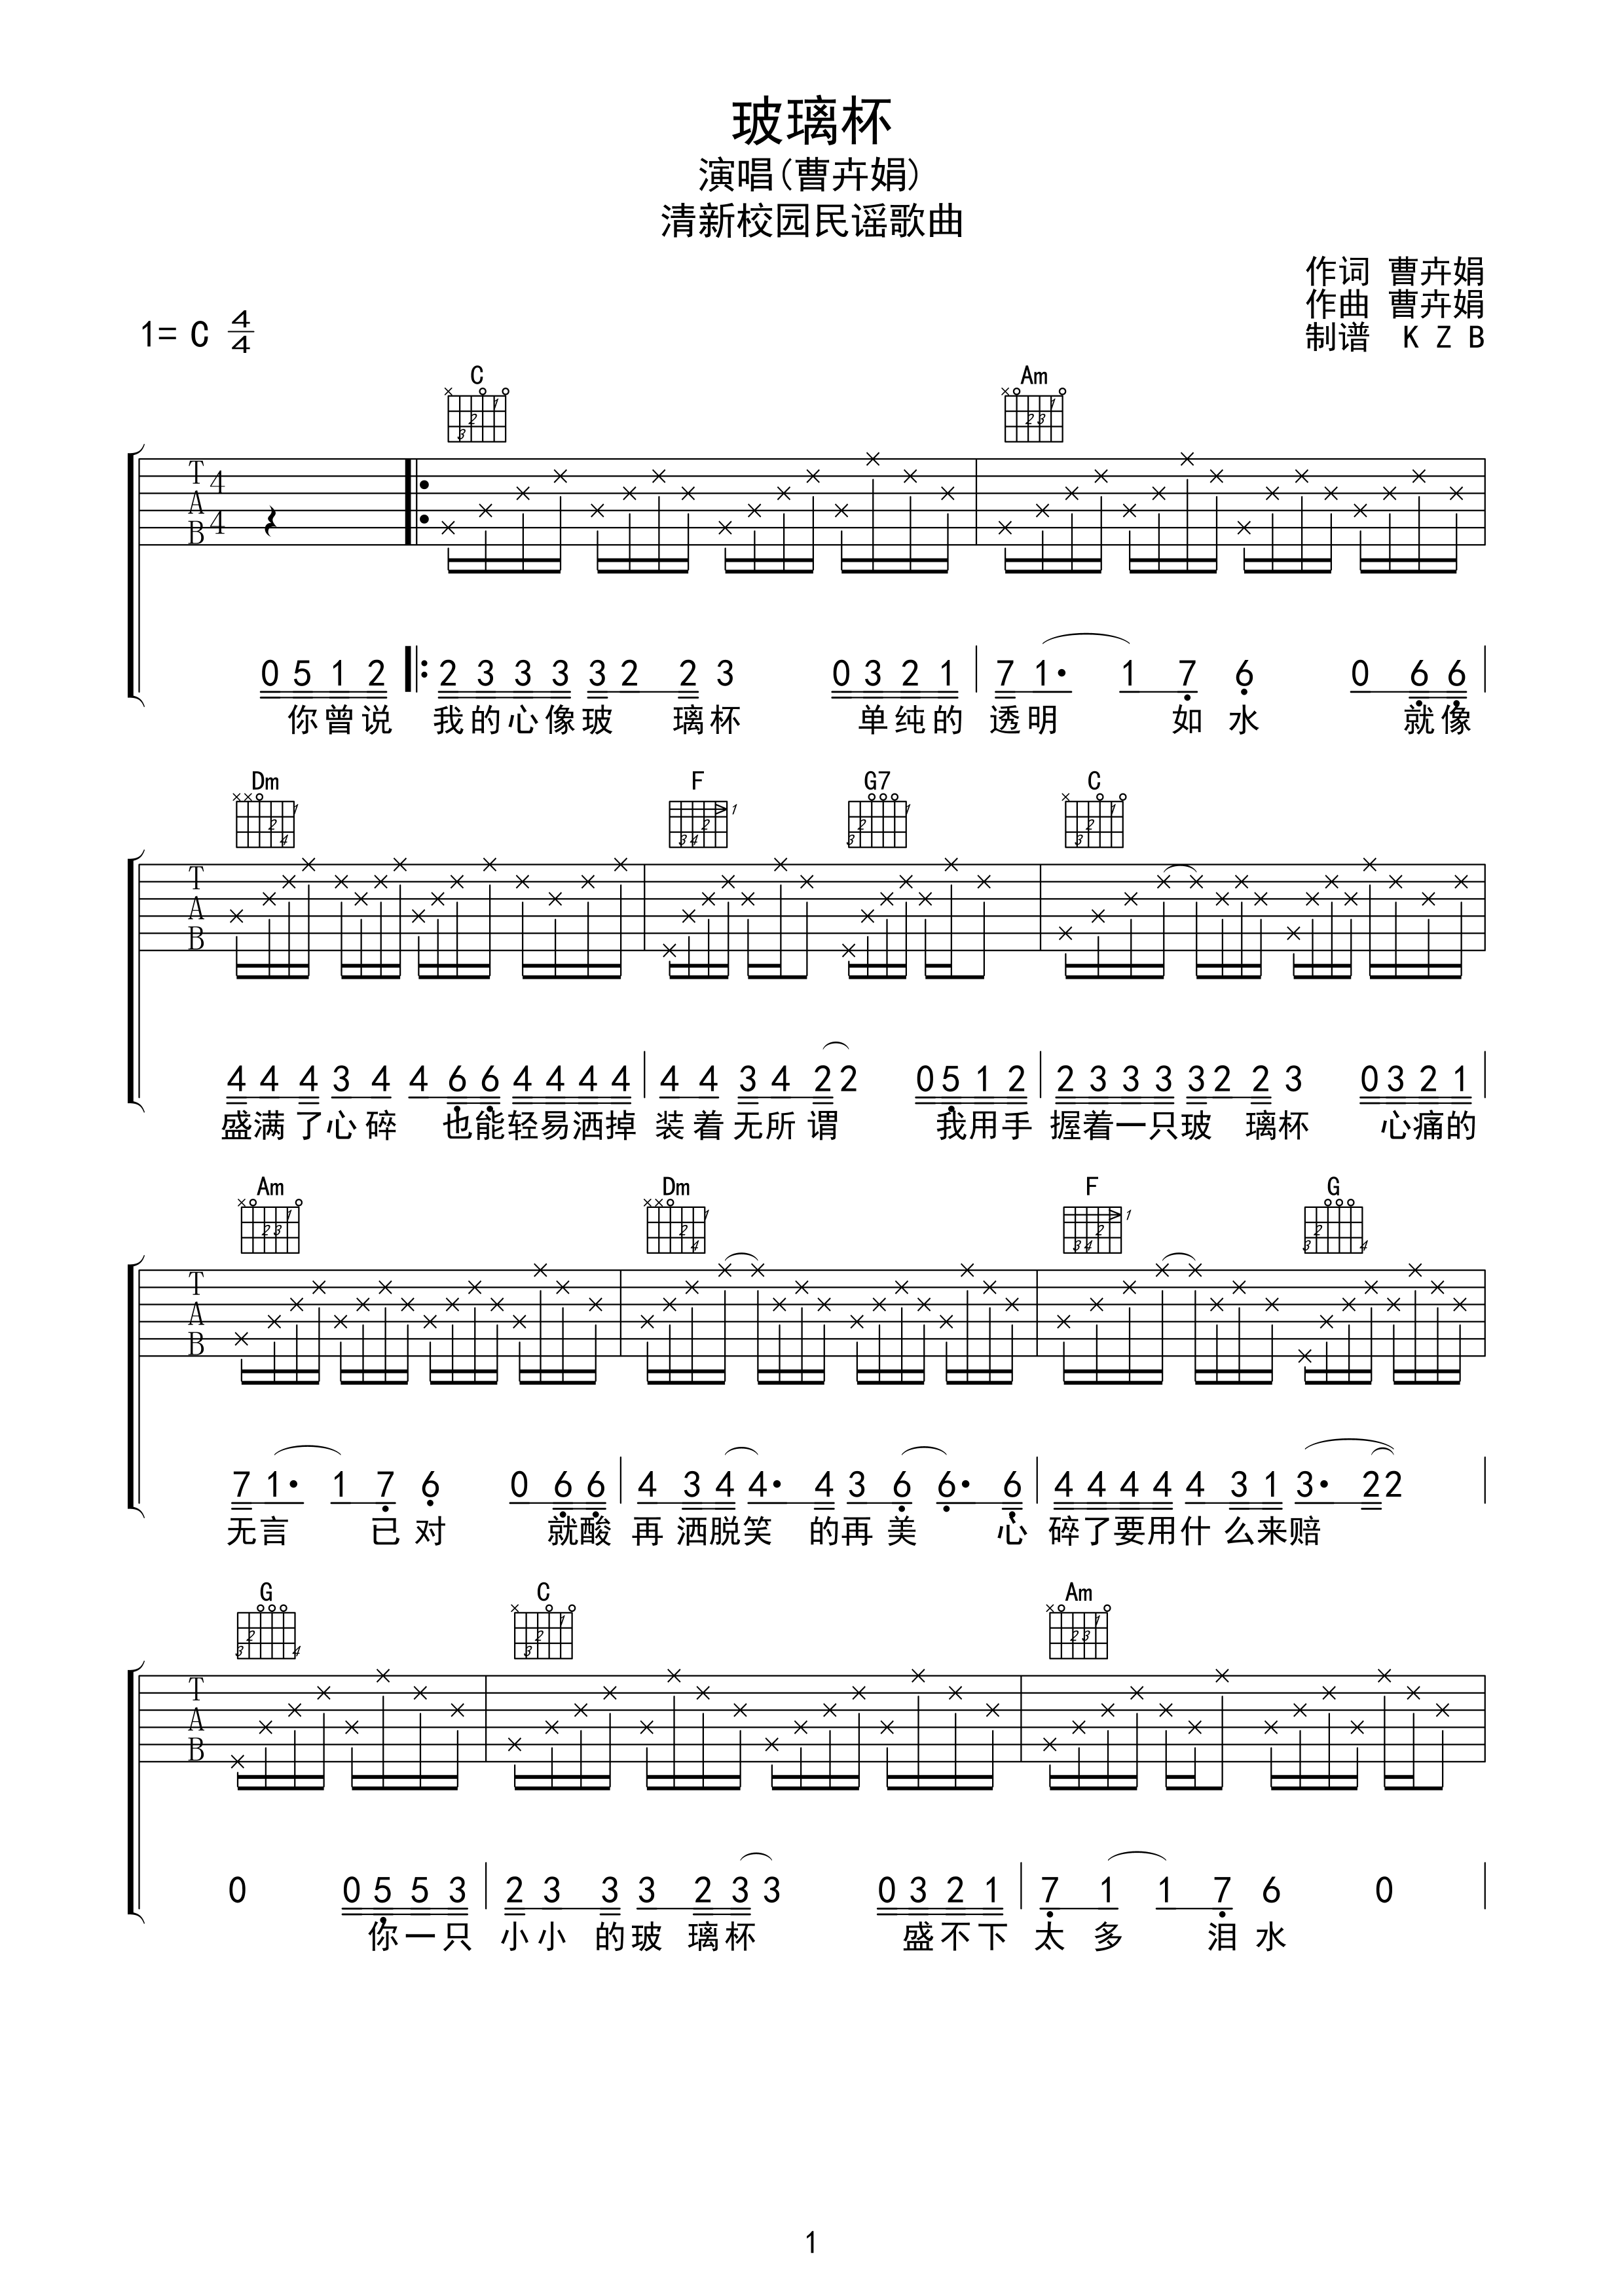 玻璃杯
演唱(曹卉娟)
清新校园民谣歌曲
作词 曹卉娟
作曲 曹卉娟
1= C 4/4
制谱 K Z B
C Am
T A B 4/4
0 5 1 2 2 3 3 3 3 2 2 3 0 3 2 1 7 1· 1 7 6 0 6 6
你曾说 我的心像玻 璃杯 单纯的 透明 如水 就像
Dm F G7 C
T A B
4 4 4 3 4 4 6 6 4 4 4 4 4 4 3 4 2 2 0 5 1 2 2 3 3 3 3 2 2 3 0 3 2 1
盛满了心碎 也能轻易洒掉 装着无所谓 我用手 握着一只玻 璃杯 心痛的
Am Dm F G
T A B
7 1· 1 7 6 0 6 6 4 3 4 4· 4 3 6 6· 6 4 4 4 4 4 3 1 3· 2 2
无言 已对 就酸 再洒脱笑 的再美 心 碎了要用什么来赔
G C Am
T A B
0 0 5 5 3 2 3 3 3 2 3 3 0 3 2 1 7 1 1 7 6 0
你一只 小小的玻 璃杯 盛不下 太多 泪水
1